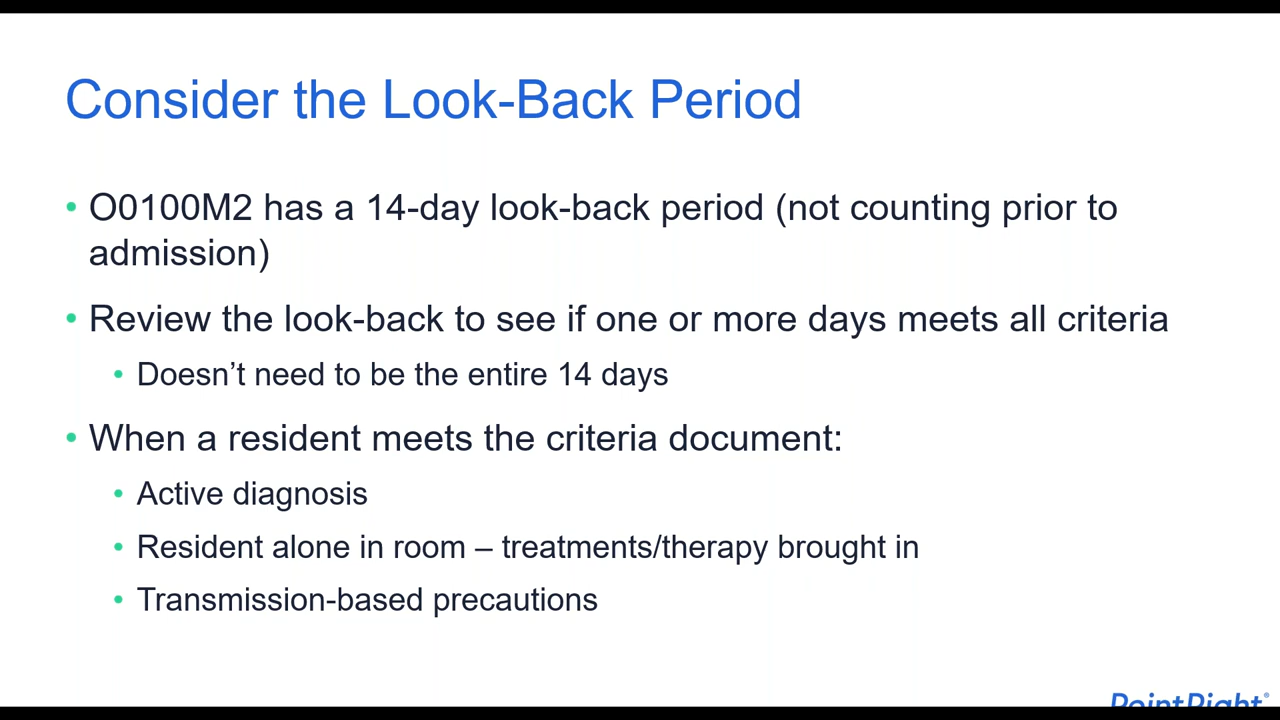 Consider the Look-Back Period
• O0100M2 has a 14-day look-back period (not counting prior to
admission)
• Review the look-back to see if one or more days meets all criteria
• Doesn’t need to be the entire 14 days
• When a resident meets the criteria document:
• Active diagnosis
• Resident alone in room – treatments/therapy brought in
• Transmission-based precautions
PointRight®